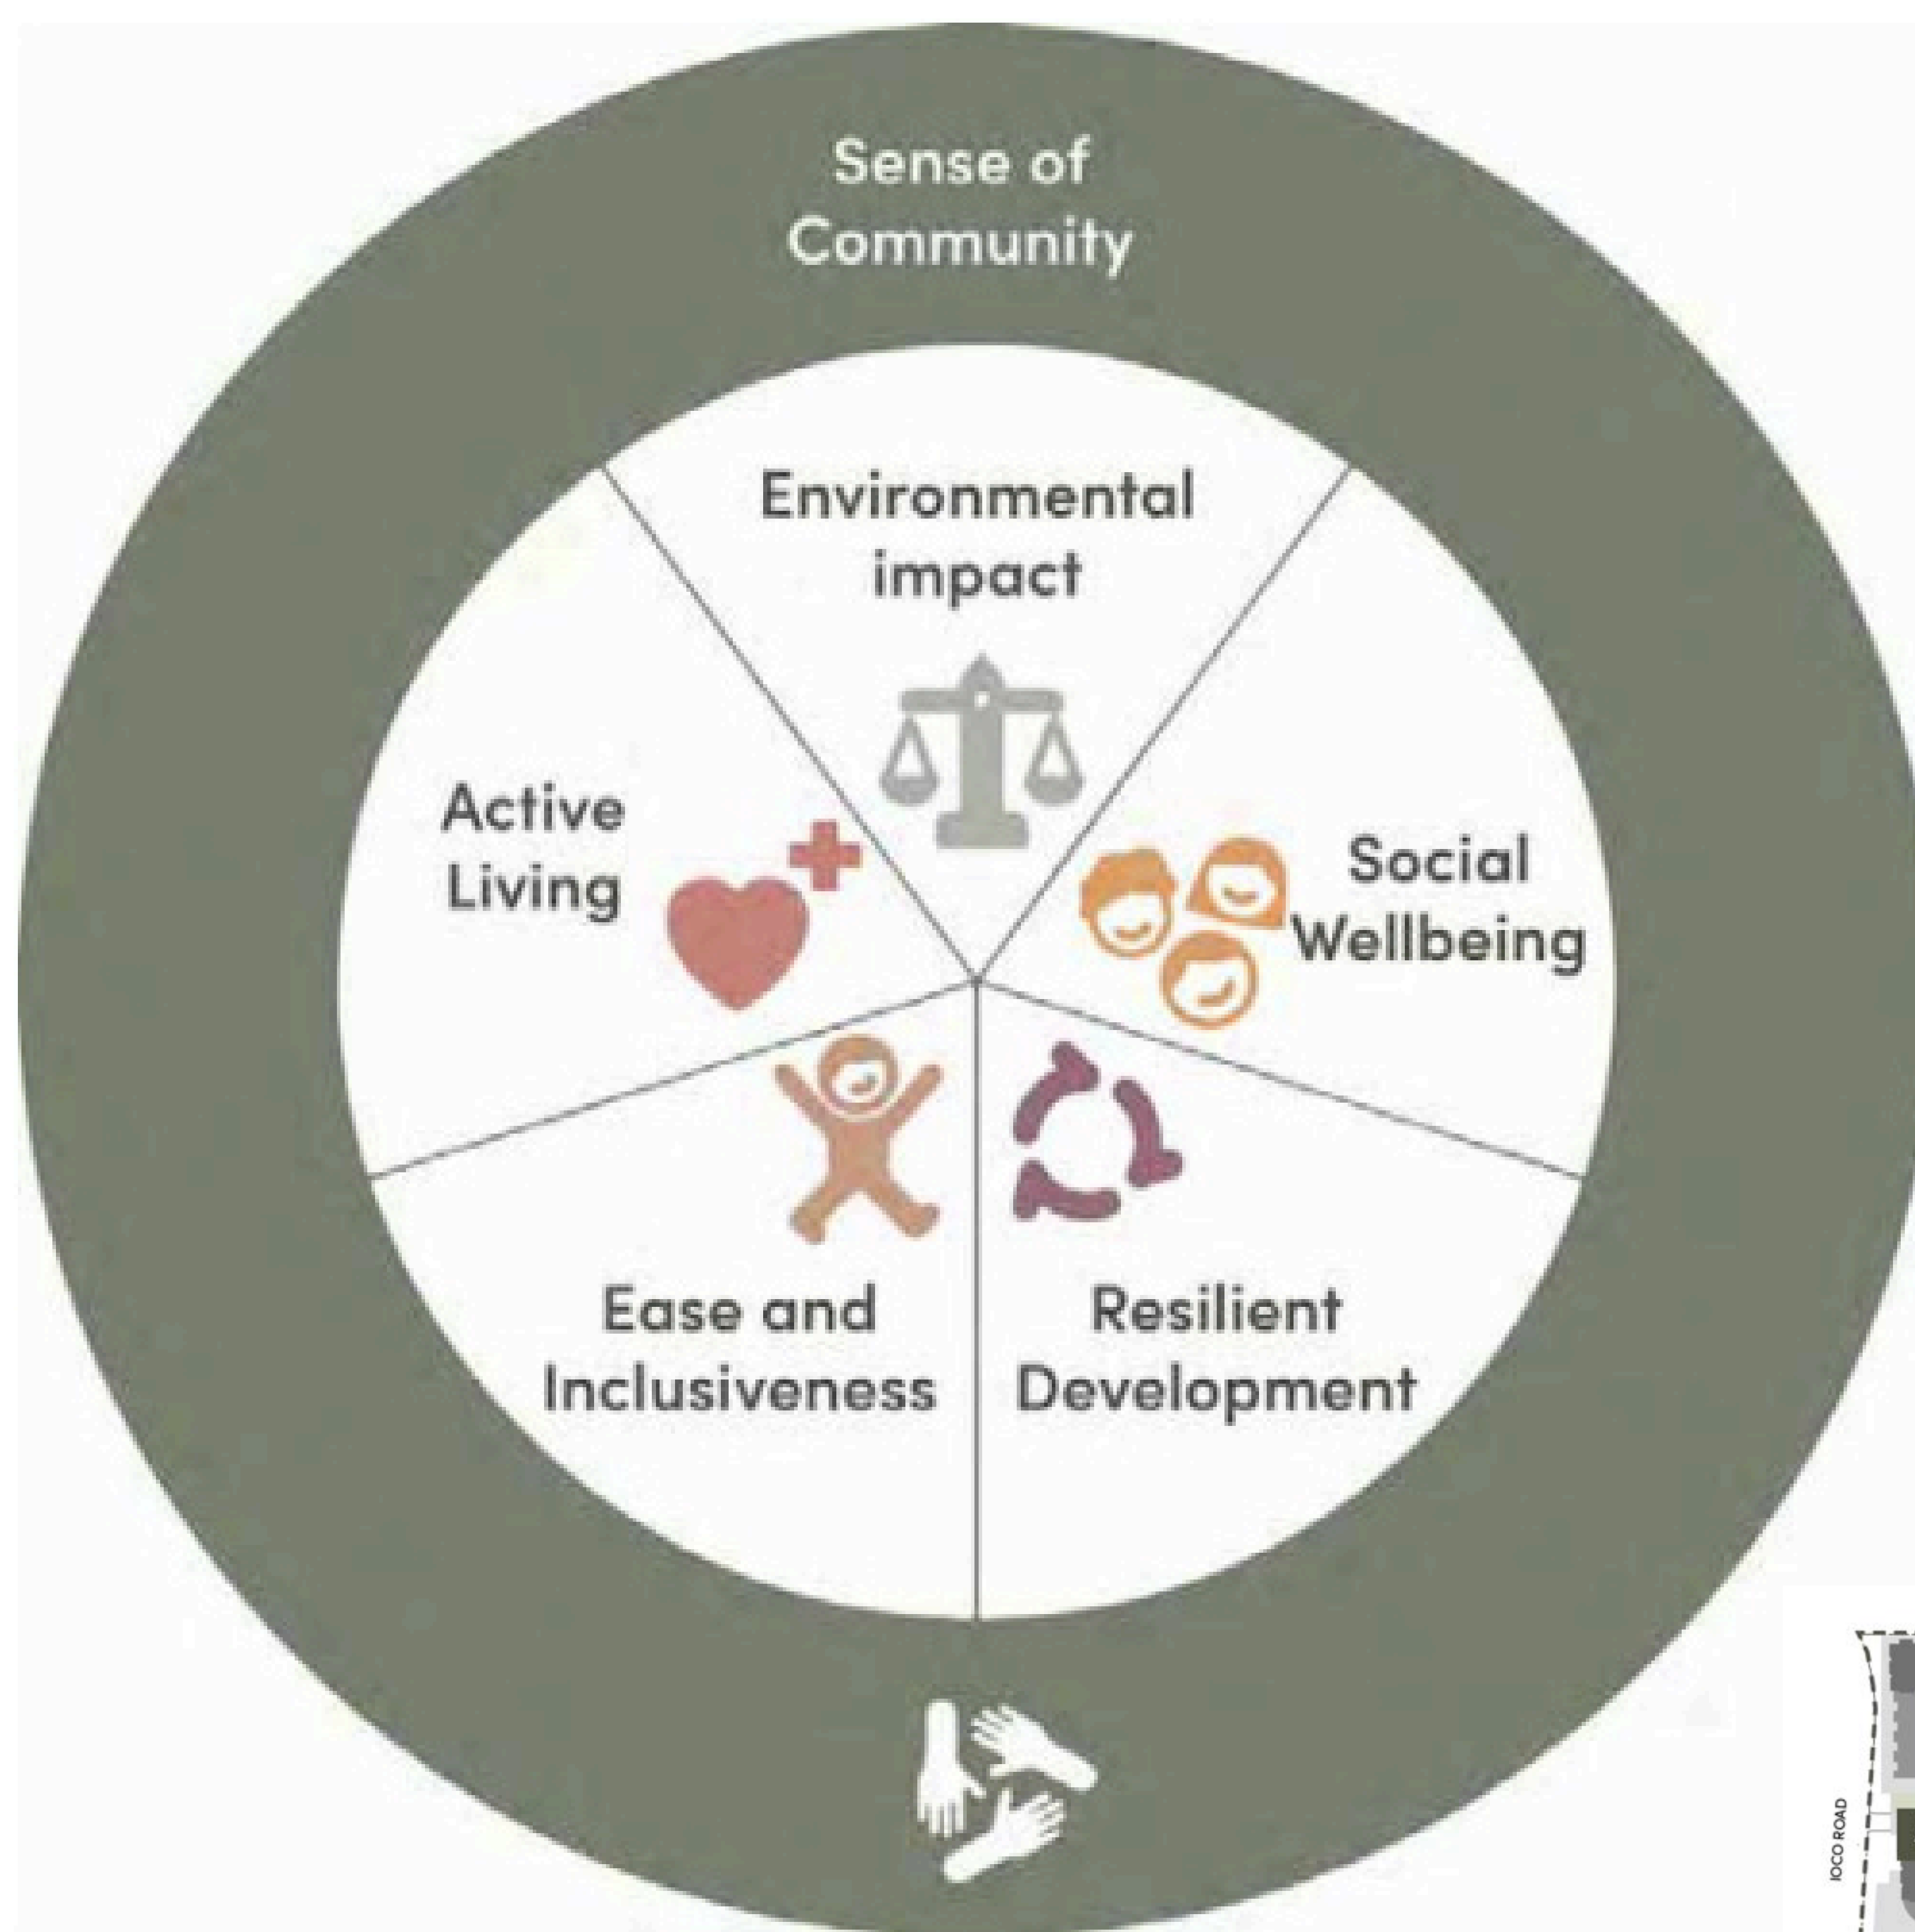 Sense of
Community
Environmental
impact
Active
Living
Social
Wellbeing
Ease and
Inclusiveness
Resilient
Development
IOCO ROAD